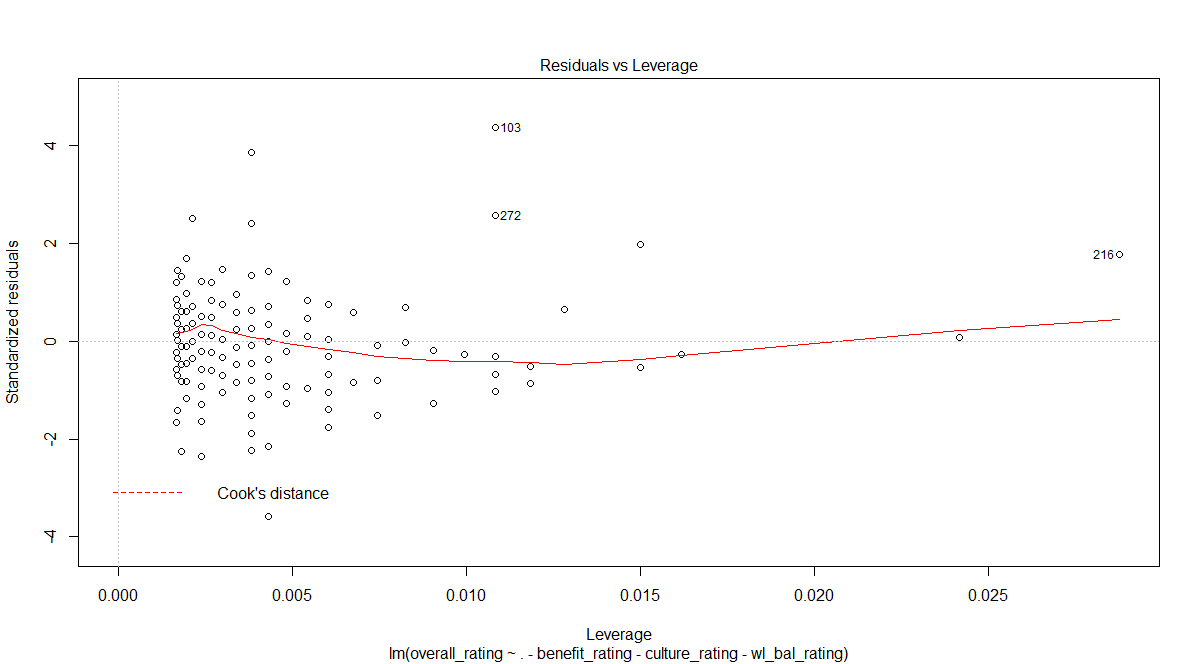 Residuals vs Leverage
Standardized residuals
4
2
0
-2
-4
103
272
216
Cook's distance
0.000 0.005 0.010 0.015 0.020 0.025
Leverage
lm(overall_rating ~ . - benefit_rating - culture_rating - wl_bal_rating)